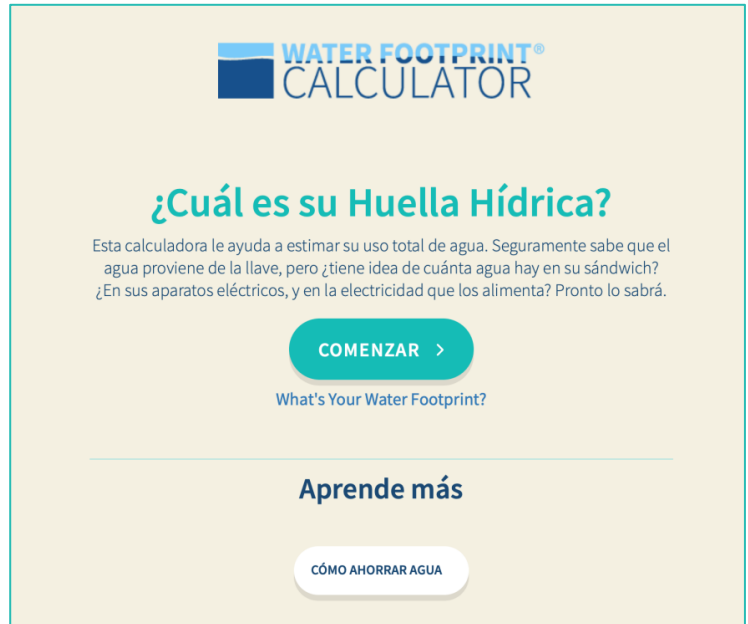 WATER FOOTPRINT®
CALCULATOR
¿Cuál es su Huella Hídrica?
Esta calculadora le ayuda a estimar su uso total de agua. Seguramente sabe que el
agua proviene de la llave, pero ¿tiene idea de cuánta agua hay en su sándwich?
¿En sus aparatos eléctricos, y en la electricidad que los alimenta? Pronto lo sabrá.
COMENZAR >
What's Your Water Footprint?
Aprende más
CÓMO AHORRAR AGUA